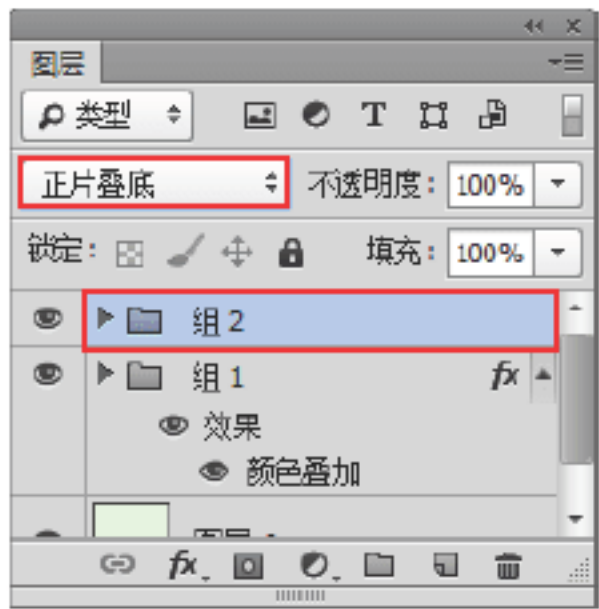 图层
类型 T
正片叠底 不透明度： 100%
锁定： 填充： 100%
组 2
组 1 fx
效果
颜色叠加
fx.